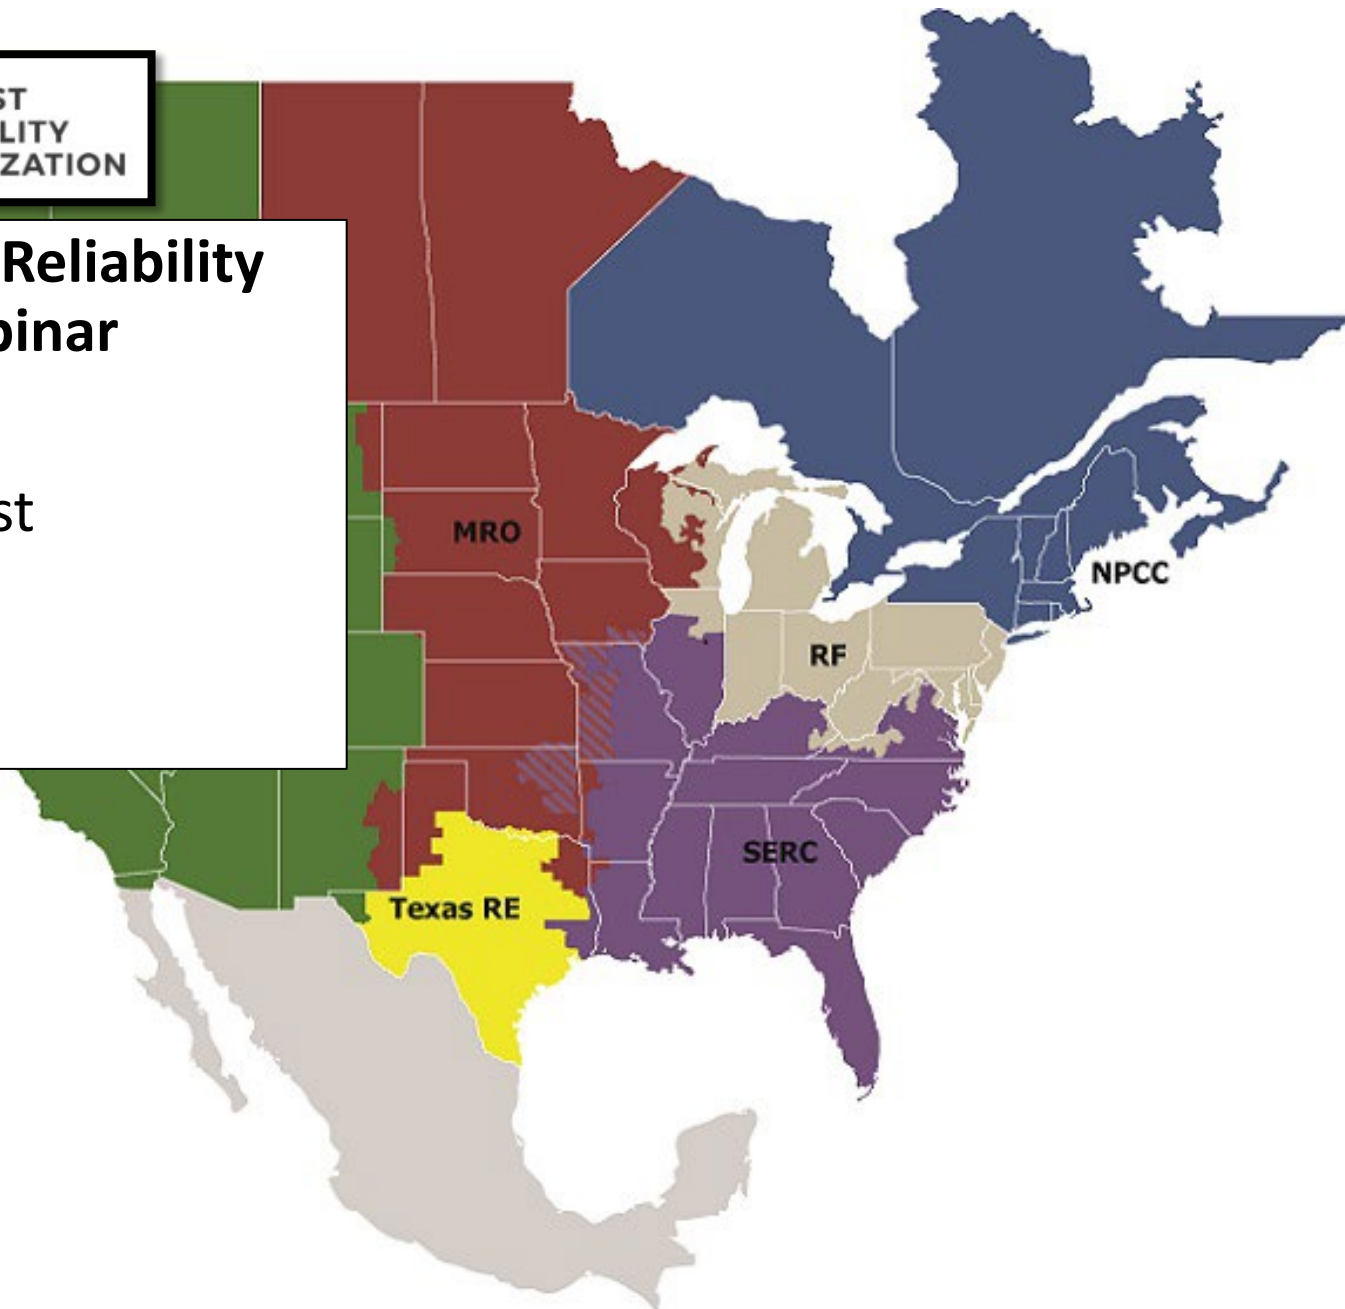 ST
LITY
ZATION
Reliability
binar
st
MRO
NPCC
RF
SERC
Texas RE